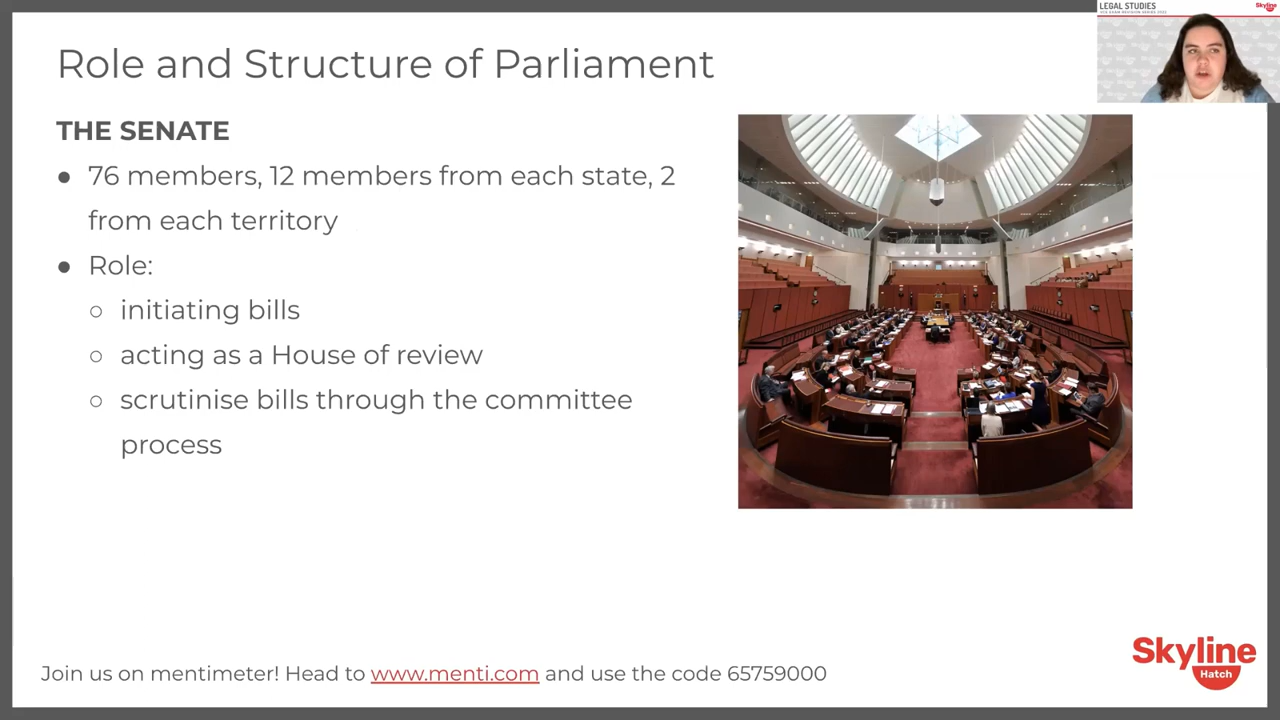 LEGAL STUDIES
Skyline
Role and Structure of Parliament
THE SENATE
● 76 members, 12 members from each state, 2
from each territory
● Role:
○ initiating bills
○ acting as a House of review
○ scrutinise bills through the committee
process
Join us on mentimeter! Head to www.menti.com and use the code 65759000
Skyline
Hatch